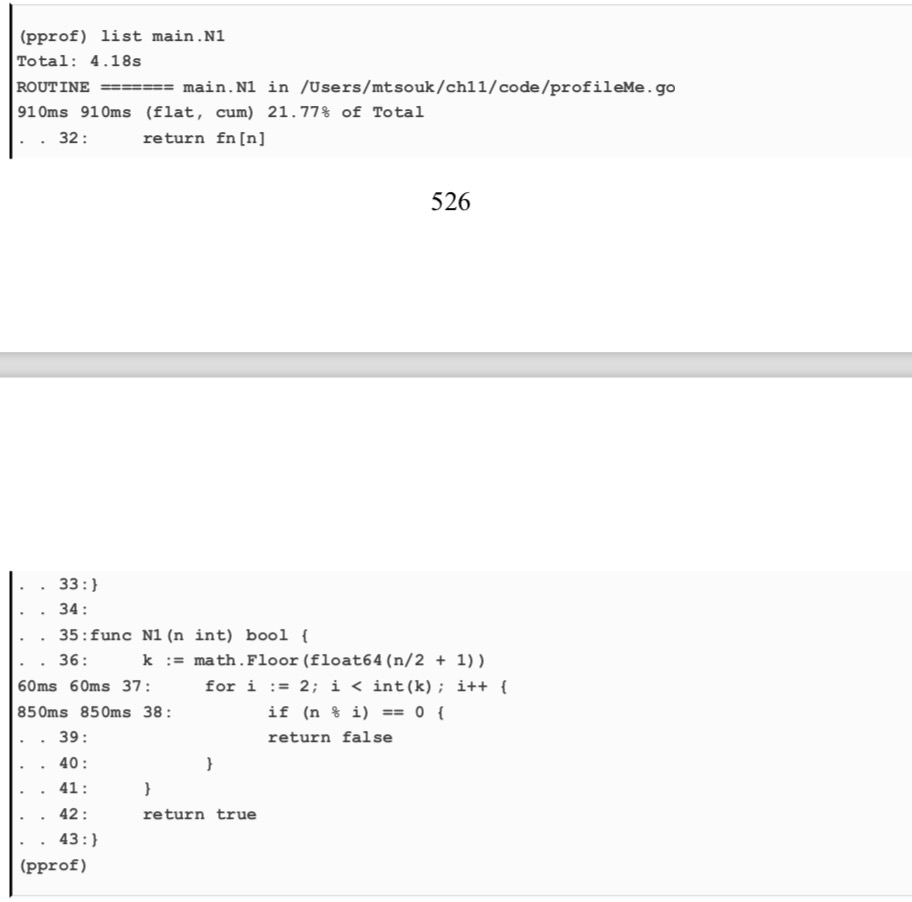 (pprof) list main.N1
Total: 4.18s
ROUTINE ======= main.N1 in /Users/mtsouk/ch11/code/profileMe.go
910ms 910ms (flat, cum) 21.77% of Total
. . 32:      return fn[n]
526
. . 33:}
. . 34:
. . 35:func N1(n int) bool {
. . 36:      k := math.Floor(float64(n/2 + 1))
60ms 60ms 37:      for i := 2; i < int(k); i++ {
850ms 850ms 38:          if (n % i) == 0 {
. . 39:                  return false
. . 40:            }
. . 41:      }
. . 42:      return true
. . 43:}
(pprof)